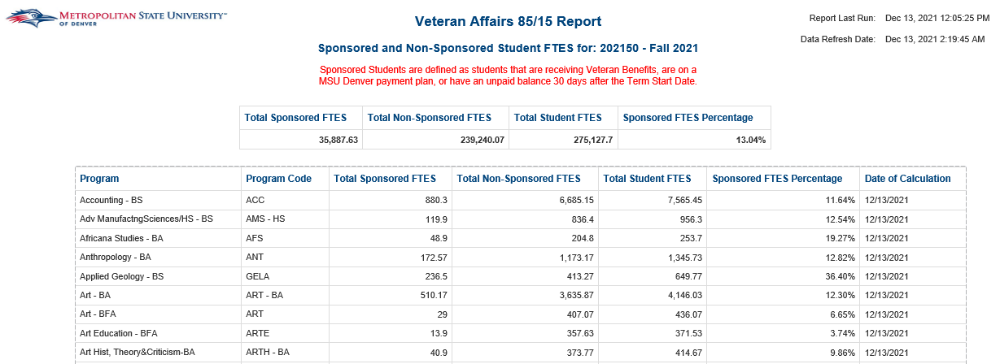 METROPOLITAN STATE UNIVERSITY™
OF DENVER
Veteran Affairs 85/15 Report
Report Last Run: Dec 13, 2021 12:05:25 PM
Data Refresh Date: Dec 13, 2021 2:19:45 AM
Sponsored and Non-Sponsored Student FTES for: 202150 - Fall 2021
Sponsored Students are defined as students that are receiving Veteran Benefits, are on a
MSU Denver payment plan, or have an unpaid balance 30 days after the Term Start Date.
Total Sponsored FTES Total Non-Sponsored FTES Total Student FTES Sponsored FTES Percentage
35,887.63 239,240.07 275,127.7 13.04%
Program Program Code Total Sponsored FTES Total Non-Sponsored FTES Total Student FTES Sponsored FTES Percentage Date of Calculation
Accounting - BS ACC 880.3 6,685.15 7,565.45 11.64% 12/13/2021
Adv ManufactngSciences/HS - BS AMS - HS 119.9 836.4 956.3 12.54% 12/13/2021
Africana Studies - BA AFS 48.9 204.8 253.7 19.27% 12/13/2021
Anthropology - BA ANT 172.57 1,173.17 1,345.73 12.82% 12/13/2021
Applied Geology - BS GELA 236.5 413.27 649.77 36.40% 12/13/2021
Art - BA ART - BA 510.17 3,635.87 4,146.03 12.30% 12/13/2021
Art - BFA ART 29 407.07 436.07 6.65% 12/13/2021
Art Education - BFA ARTE 13.9 357.63 371.53 3.74% 12/13/2021
Art Hist, Theory&Criticism-BA ARTH - BA 40.9 373.77 414.67 9.86% 12/13/2021